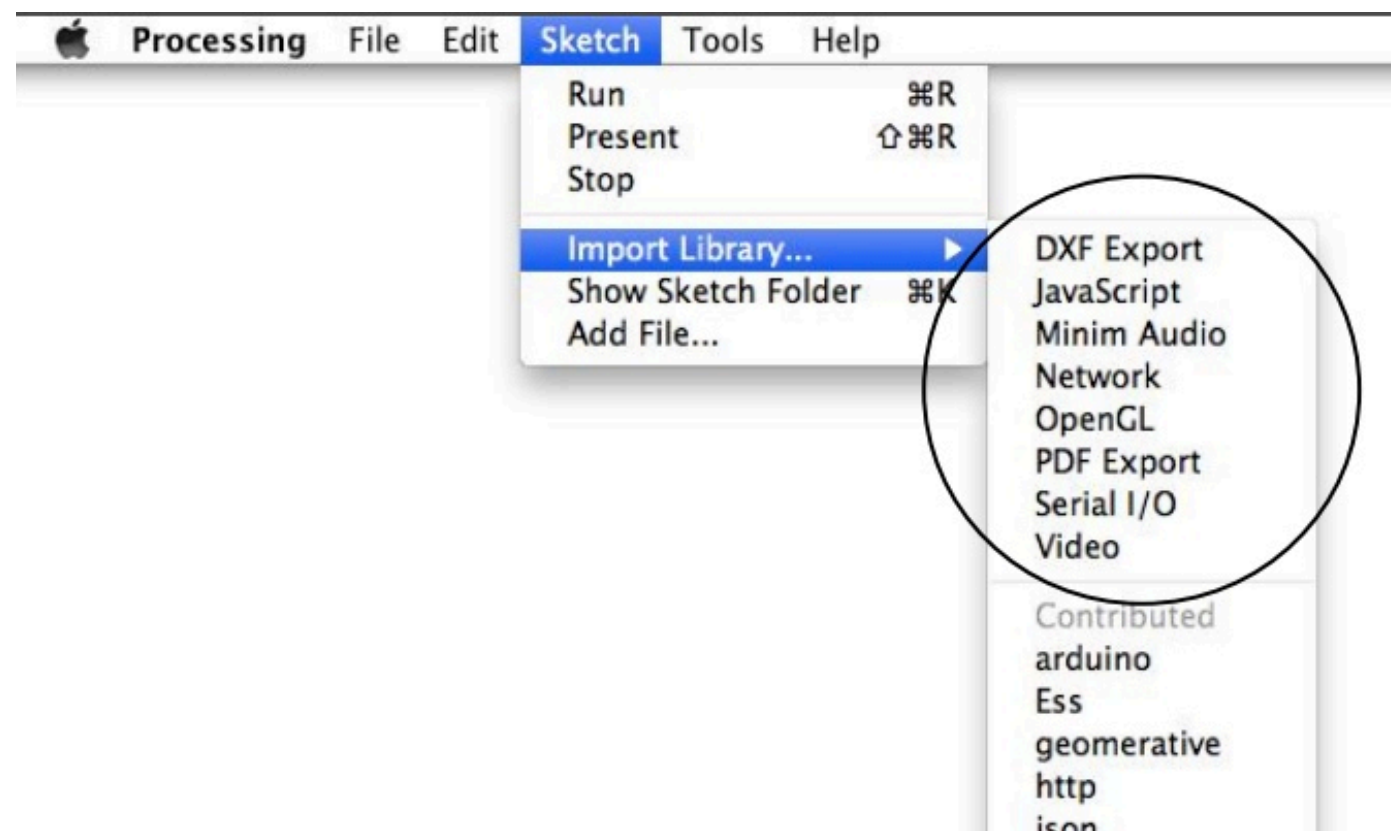 Processing File Edit Sketch Tools Help
Run ⌘R
Present ⇧⌘R
Stop
Import Library... ▶
Show Sketch Folder ⌘K
Add File...
DXF Export
JavaScript
Minim Audio
Network
OpenGL
PDF Export
Serial I/O
Video
Contributed
arduino
Ess
geomerative
http
json